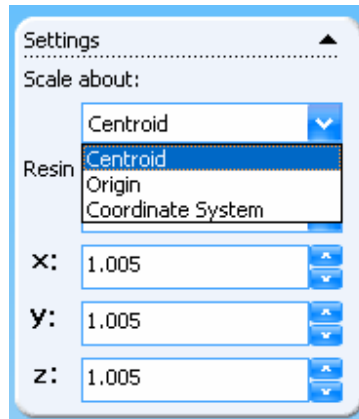 Settings
Scale about:
Centroid
Resin
Centroid
Origin
Coordinate System
x: 1.005
y: 1.005
z: 1.005